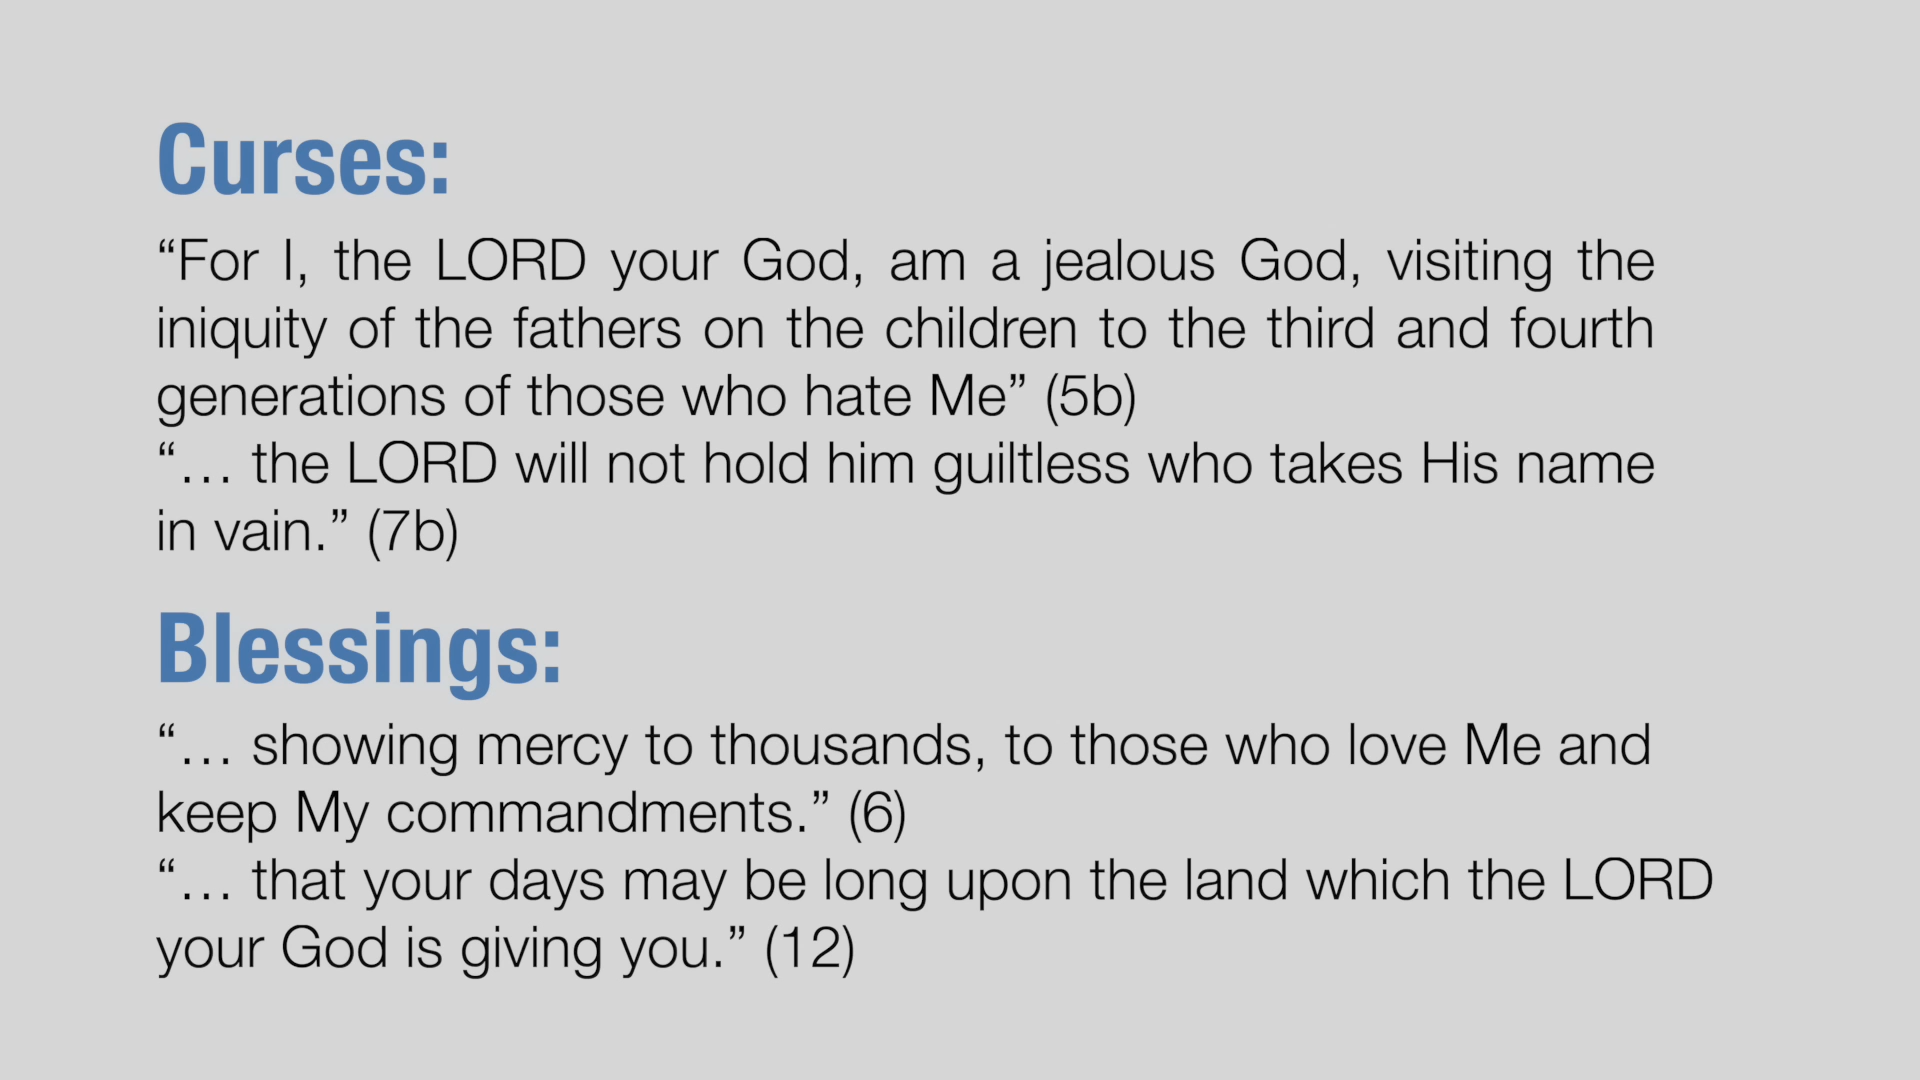 Curses:
“For I, the LORD your God, am a jealous God, visiting the
iniquity of the fathers on the children to the third and fourth
generations of those who hate Me” (5b)
“… the LORD will not hold him guiltless who takes His name
in vain.” (7b)
Blessings:
“… showing mercy to thousands, to those who love Me and
keep My commandments.” (6)
“… that your days may be long upon the land which the LORD
your God is giving you.” (12)